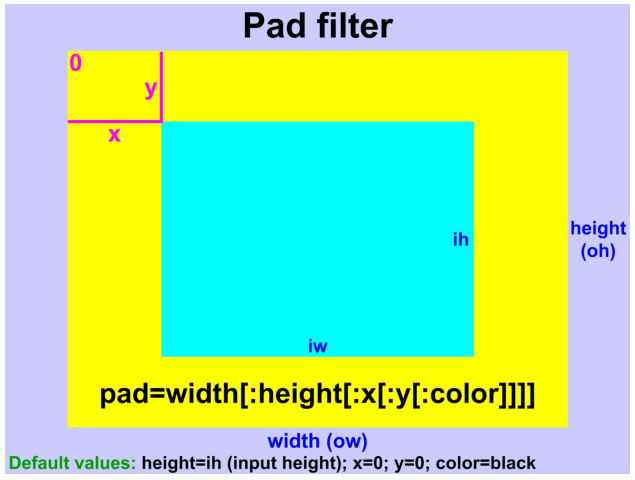 Pad filter
0
y
x
ih
height
(oh)
iw
pad=width[:height[:x[:y[:color]]]]
width (ow)
Default values: height=ih (input height); x=0; y=0; color=black